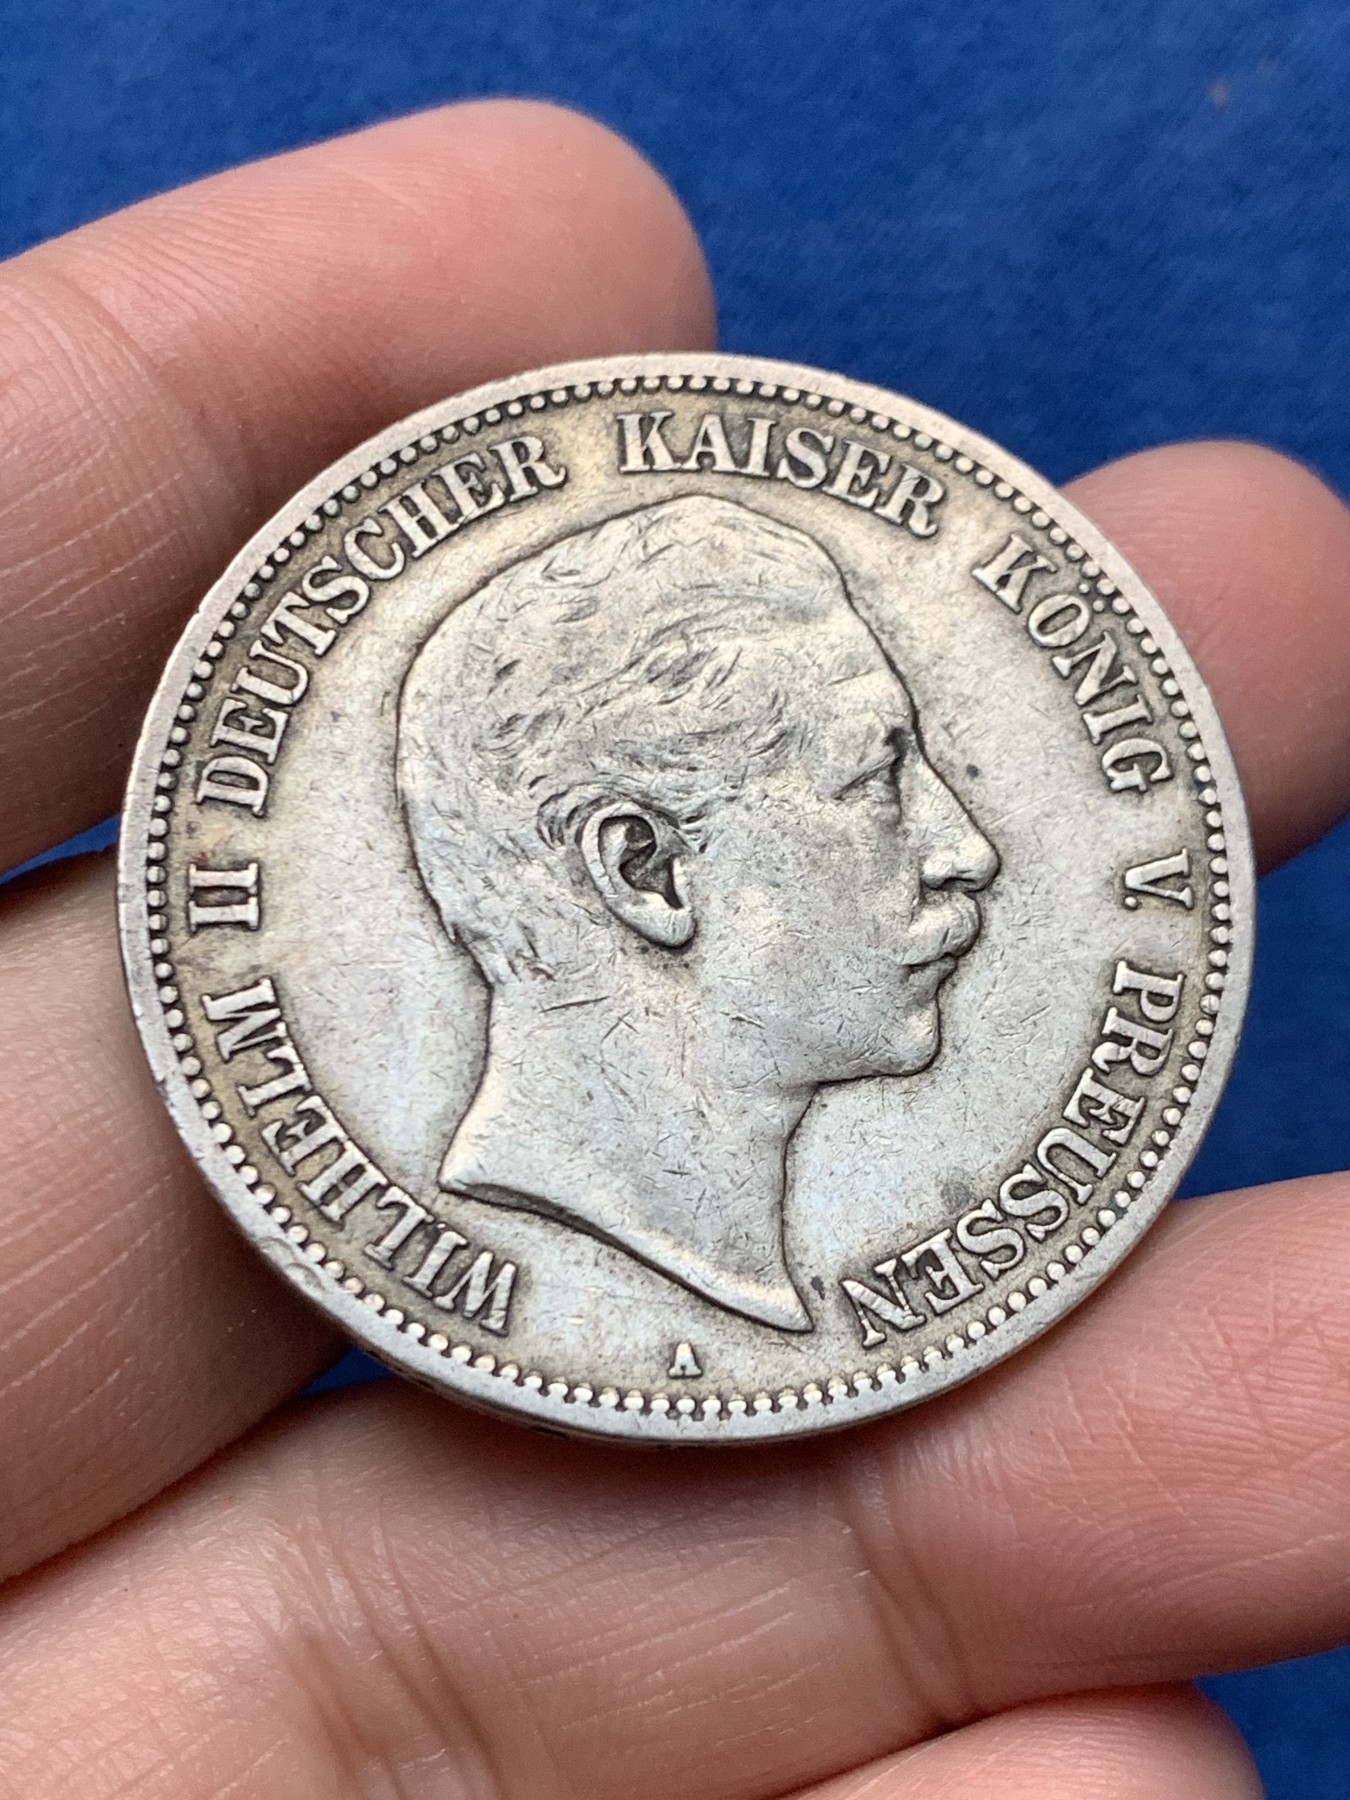 WILHELM II DEUTSCHER KAISER KÖNIG V. PREUSSEN
A